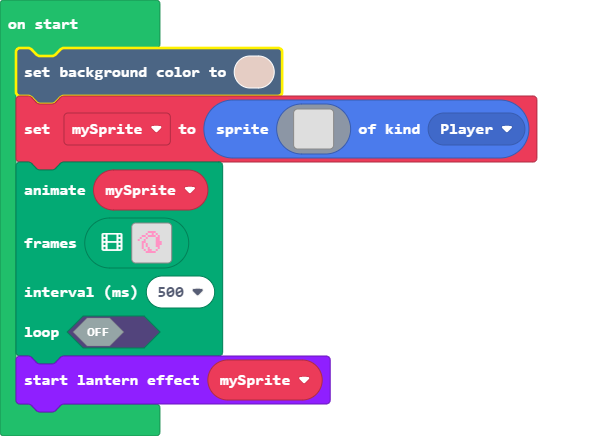 on start
set background color to
set mySprite to sprite of kind Player
animate mySprite
frames
interval (ms) 500
loop OFF
start lantern effect mySprite